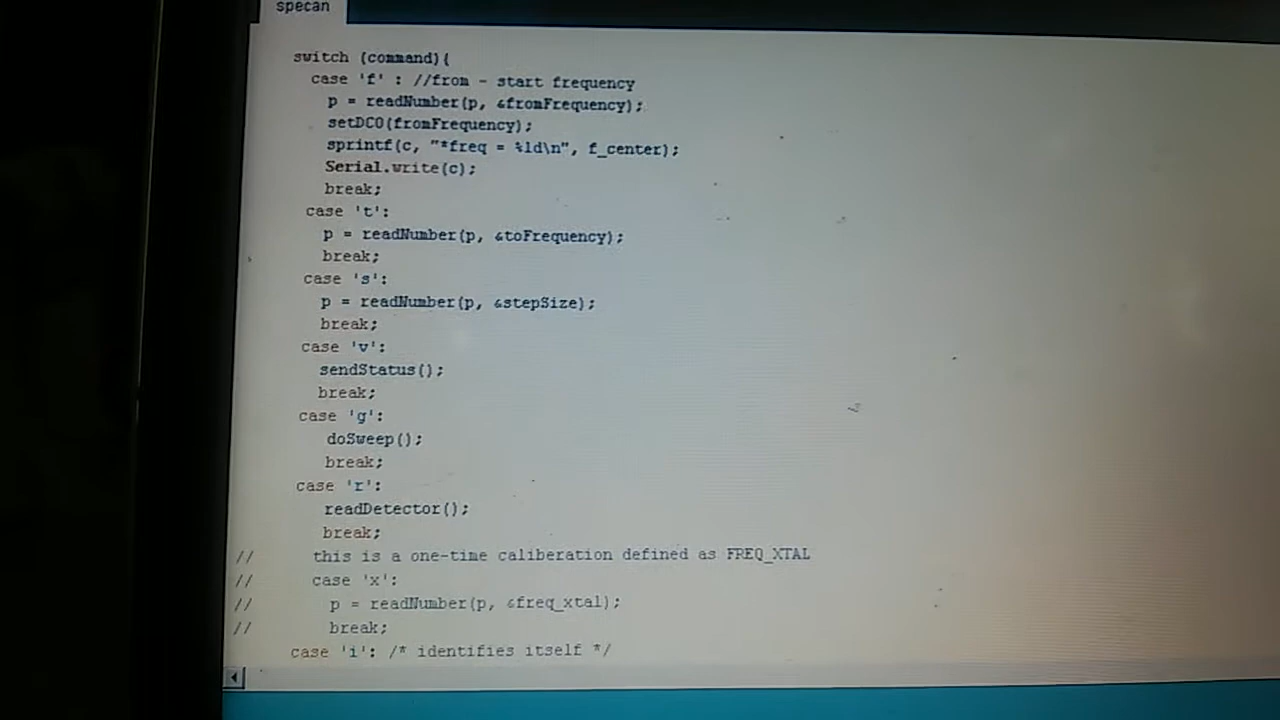 specan
switch (command){
case 'f' : //from - start frequency
p = readNumber(p, &fromFrequency);
setDCO(fromFrequency);
sprintf(c, "*freq = %ld\n", f_center);
Serial.write(c);
break;
case 't':
p = readNumber(p, &toFrequency);
break;
case 's':
p = readNumber(p, &stepSize);
break;
case 'v':
sendStatus();
break;
case 'g':
doSweep();
break;
case 'r':
readDetector();
break;
// this is a one-time caliberation defined as FREQ_XTAL
// case 'x':
// p = readNumber(p, &freq_xtal);
// break;
case 'i': /* identifies itself */